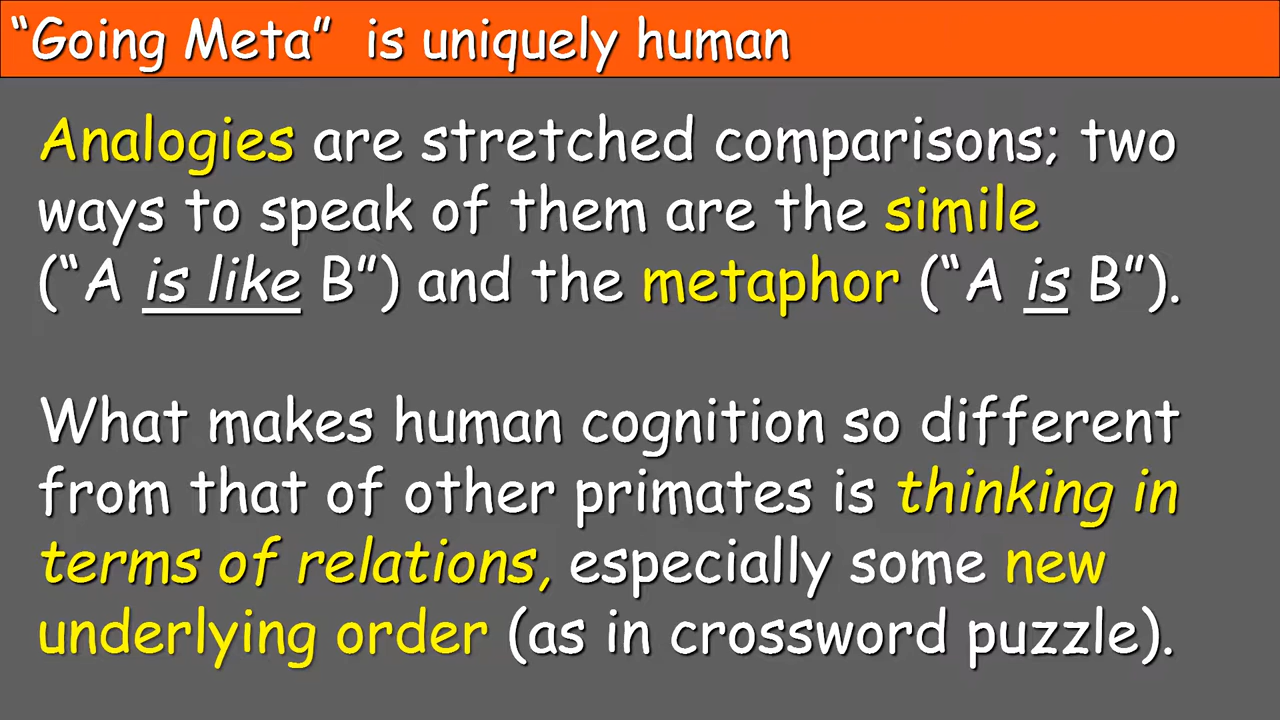 “Going Meta” is uniquely human
Analogies are stretched comparisons; two
ways to speak of them are the simile
(“A is like B”) and the metaphor (“A is B”).
What makes human cognition so different
from that of other primates is thinking in
terms of relations, especially some new
underlying order (as in crossword puzzle).